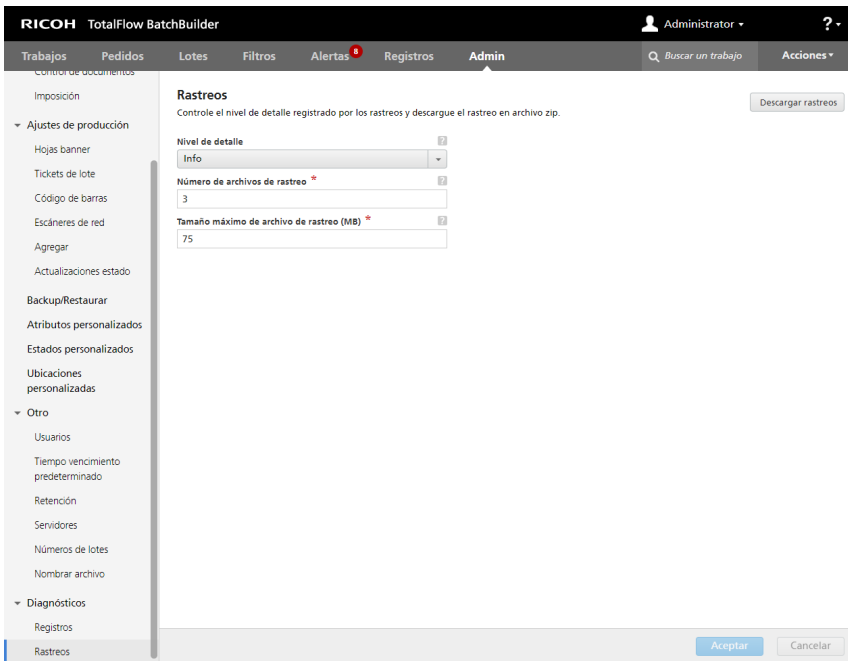 RICOH TotalFlow BatchBuilder
Administrator
?
Trabajos Pedidos Lotes Filtros Alertas 8 Registros Admin
Buscar un trabajo
Acciones
Control de documentos
Imposición
Ajustes de producción
Hojas banner
Tickets de lote
Código de barras
Escáneres de red
Agregar
Actualizaciones estado
Backup/Restaurar
Atributos personalizados
Estados personalizados
Ubicaciones
personalizadas
Otro
Usuarios
Tiempo vencimiento
predeterminado
Retención
Servidores
Números de lotes
Nombrar archivo
Diagnósticos
Registros
Rastreos
Rastreos
Controle el nivel de detalle registrado por los rastreos y descargue el rastreo en archivo zip.
Descargar rastreos
Nivel de detalle ?
Info
Número de archivos de rastreo * ?
3
Tamaño máximo de archivo de rastreo (MB) * ?
75
Aceptar
Cancelar